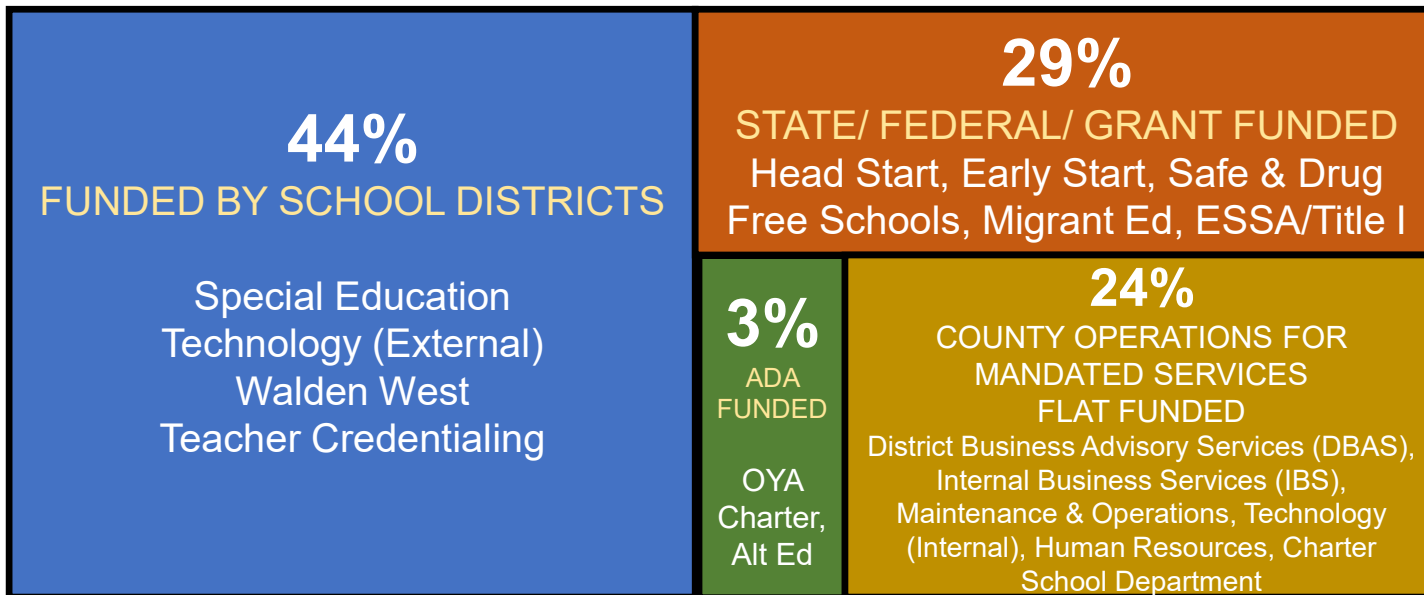 44%
FUNDED BY SCHOOL DISTRICTS
Special Education
Technology (External)
Walden West
Teacher Credentialing
29%
STATE/ FEDERAL/ GRANT FUNDED
Head Start, Early Start, Safe & Drug
Free Schools, Migrant Ed, ESSA/Title I
3%
ADA
FUNDED
OYA
Charter,
Alt Ed
24%
COUNTY OPERATIONS FOR
MANDATED SERVICES
FLAT FUNDED
District Business Advisory Services (DBAS),
Internal Business Services (IBS),
Maintenance & Operations, Technology
(Internal), Human Resources, Charter
School Department